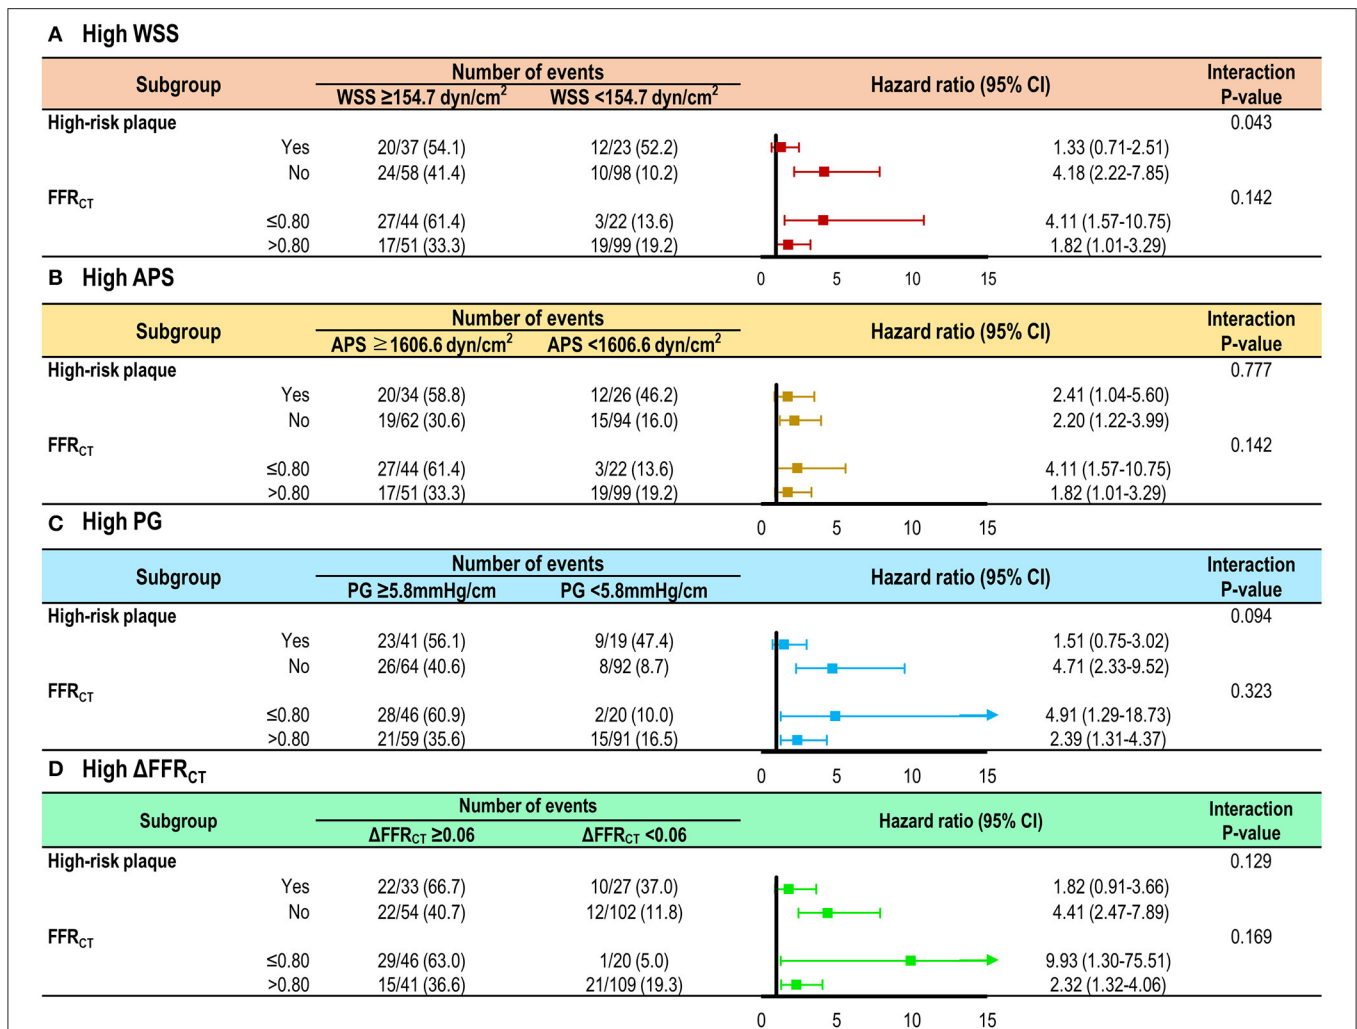 A High WSS
Subgroup Number of events Hazard ratio (95% CI) Interaction P-value
WSS ≥154.7 dyn/cm² WSS <154.7 dyn/cm²
High-risk plaque 0.043
Yes 20/37 (54.1) 12/23 (52.2) 1.33 (0.71-2.51)
No 24/58 (41.4) 10/98 (10.2) 4.18 (2.22-7.85)
FFRCT 0.142
≤0.80 27/44 (61.4) 3/22 (13.6) 4.11 (1.57-10.75)
>0.80 17/51 (33.3) 19/99 (19.2) 1.82 (1.01-3.29)
0 5 10 15
B High APS
Subgroup Number of events Hazard ratio (95% CI) Interaction P-value
APS ≧1606.6 dyn/cm² APS <1606.6 dyn/cm²
High-risk plaque 0.777
Yes 20/34 (58.8) 12/26 (46.2) 2.41 (1.04-5.60)
No 19/62 (30.6) 15/94 (16.0) 2.20 (1.22-3.99)
FFRCT 0.142
≤0.80 27/44 (61.4) 3/22 (13.6) 4.11 (1.57-10.75)
>0.80 17/51 (33.3) 19/99 (19.2) 1.82 (1.01-3.29)
0 5 10 15
C High PG
Subgroup Number of events Hazard ratio (95% CI) Interaction P-value
PG ≥5.8mmHg/cm PG <5.8mmHg/cm
High-risk plaque 0.094
Yes 23/41 (56.1) 9/19 (47.4) 1.51 (0.75-3.02)
No 26/64 (40.6) 8/92 (8.7) 4.71 (2.33-9.52)
FFRCT 0.323
≤0.80 28/46 (60.9) 2/20 (10.0) 4.91 (1.29-18.73)
>0.80 21/59 (35.6) 15/91 (16.5) 2.39 (1.31-4.37)
0 5 10 15
D High ΔFFRCT
Subgroup Number of events Hazard ratio (95% CI) Interaction P-value
ΔFFRCT ≥0.06 ΔFFRCT <0.06
High-risk plaque 0.129
Yes 22/33 (66.7) 10/27 (37.0) 1.82 (0.91-3.66)
No 22/54 (40.7) 12/102 (11.8) 4.41 (2.47-7.89)
FFRCT 0.169
≤0.80 29/46 (63.0) 1/20 (5.0) 9.93 (1.30-75.51)
>0.80 15/41 (36.6) 21/109 (19.3) 2.32 (1.32-4.06)
0 5 10 15